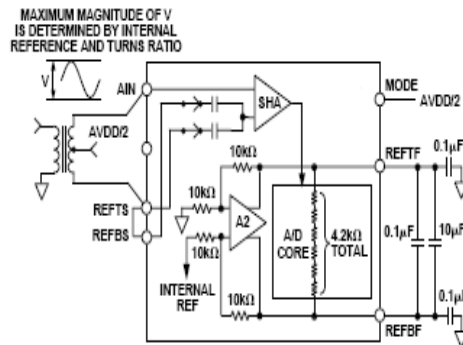 MAXIMUM MAGNITUDE OF V
IS DETERMINED BY INTERNAL
REFERENCE AND TURNS RATIO
V
AIN
SHA
MODE
AVDD/2
AVDD/2
REFTF
0.1µF
10kΩ
10kΩ
REFTS
REFBS
A2
10kΩ
A/D
CORE
4.2kΩ
TOTAL
0.1µF
10µF
INTERNAL
REF
10kΩ
0.1µF
REFBF